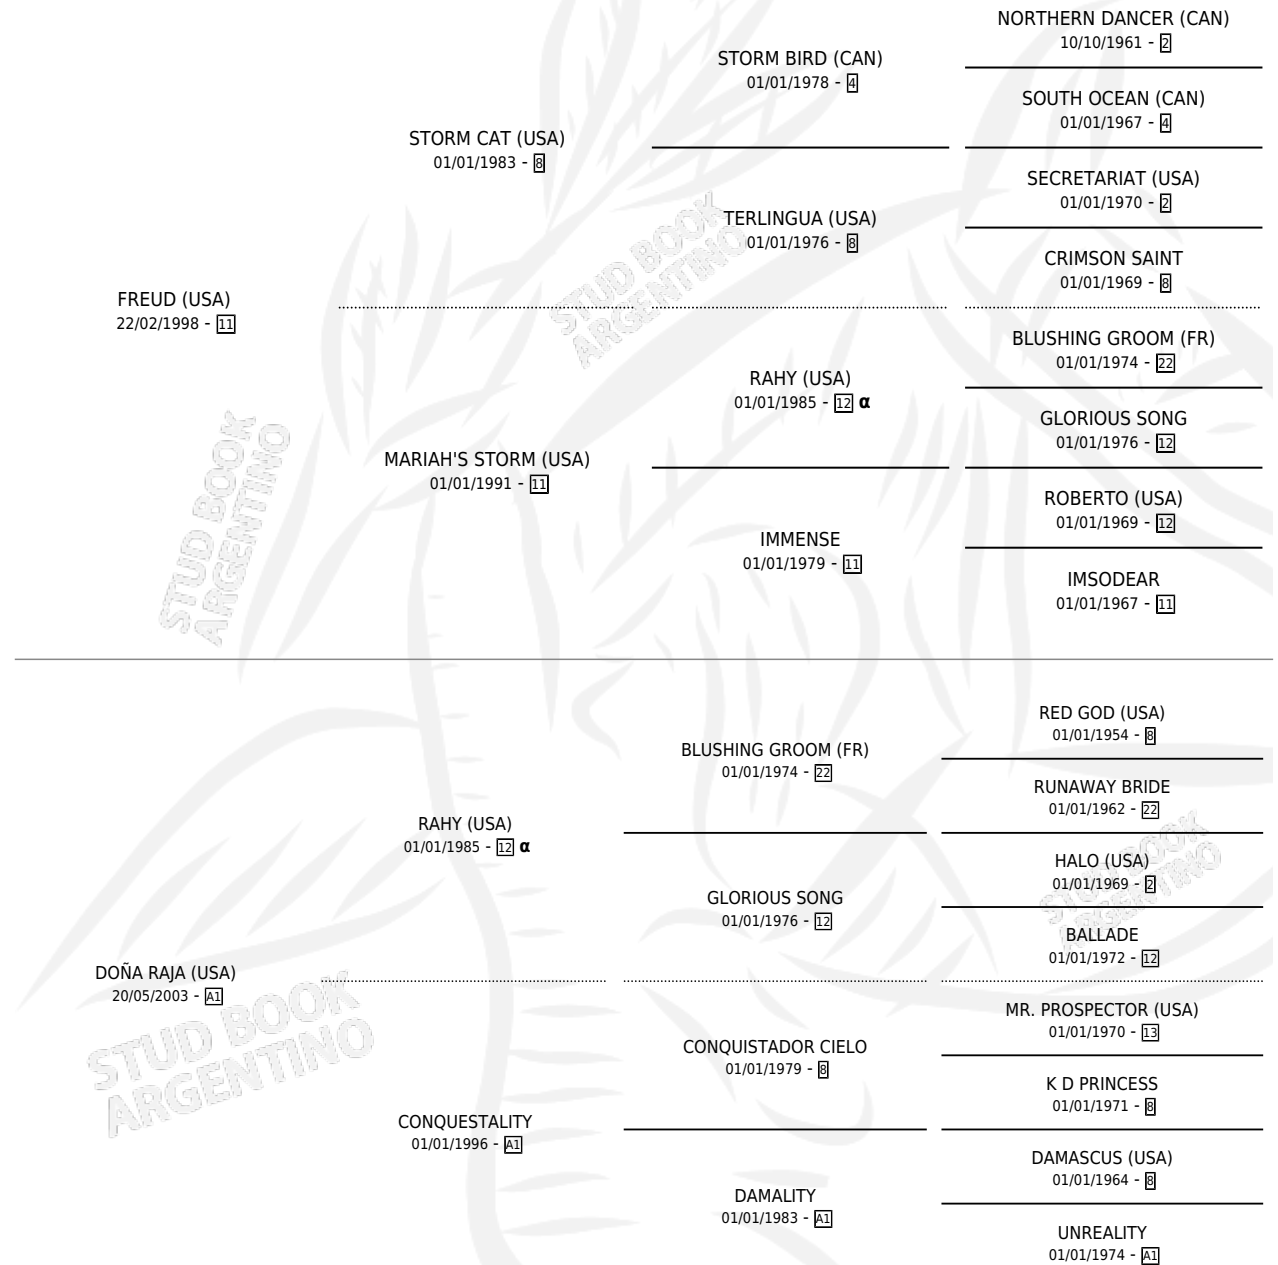 NORTHERN DANCER (CAN)
10/10/1961 - 2
STORM BIRD (CAN)
01/01/1978 - 4
SOUTH OCEAN (CAN)
01/01/1967 - 4
STORM CAT (USA)
01/01/1983 - 8
SECRETARIAT (USA)
01/01/1970 - 2
TERLINGUA (USA)
01/01/1976 - 8
CRIMSON SAINT
01/01/1969 - 8
FREUD (USA)
22/02/1998 - 11
BLUSHING GROOM (FR)
01/01/1974 - 22
RAHY (USA)
01/01/1985 - 12 α
GLORIOUS SONG
01/01/1976 - 12
MARIAH'S STORM (USA)
01/01/1991 - 11
ROBERTO (USA)
01/01/1969 - 12
IMMENSE
01/01/1979 - 11
IMSODEAR
01/01/1967 - 11
RED GOD (USA)
01/01/1954 - 8
BLUSHING GROOM (FR)
01/01/1974 - 22
RUNAWAY BRIDE
01/01/1962 - 22
RAHY (USA)
01/01/1985 - 12 α
HALO (USA)
01/01/1969 - 2
GLORIOUS SONG
01/01/1976 - 12
BALLADE
01/01/1972 - 12
DOÑA RAJA (USA)
20/05/2003 - A1
MR. PROSPECTOR (USA)
01/01/1970 - 13
CONQUISTADOR CIELO
01/01/1979 - 8
K D PRINCESS
01/01/1971 - 8
CONQUESTALITY
01/01/1996 - A1
DAMASCUS (USA)
01/01/1964 - 8
DAMALITY
01/01/1983 - A1
UNREALITY
01/01/1974 - A1
STUD BOOK
ARGENTINO
STUD BOOK
ARGENTINO
STUD BOOK
ARGENTINO
STUD BOOK
ARGENTINO